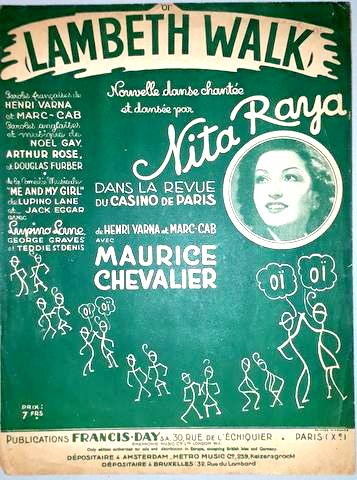 OI
LAMBETH WALK
Paroles françaises de
HENRI VARNA
et MARC-CAB
Paroles anglaises
et musique de
NOEL GAY,
ARTHUR ROSE,
et DOUGLAS FURBER
de la Comédie Musicale
"ME AND MY GIRL"
de LUPINO LANE
et JACK EGGAR
avec
Lupino Lane
GEORGE GRAVES
et TEDDIE ST DENIS
Nouvelle danse chantée
et dansée par
Nita Raya
DANS LA REVUE
DU CASINO DE PARIS
de HENRI VARNA et MARC-CAB
AVEC
MAURICE
CHEVALIER
OÏ
OÏ
PRIX:
7 FRS
PUBLICATIONS FRANCIS-DAY S.A. 30, RUE DE L'ÉCHIQUIER . PARIS (Xe)
DÉPOSITAIRE À AMSTERDAM, METRO MUSIC Cº, 259, Keizersgracht
DÉPOSITAIRE À BRUXELLES: 32, Rue du Lombard